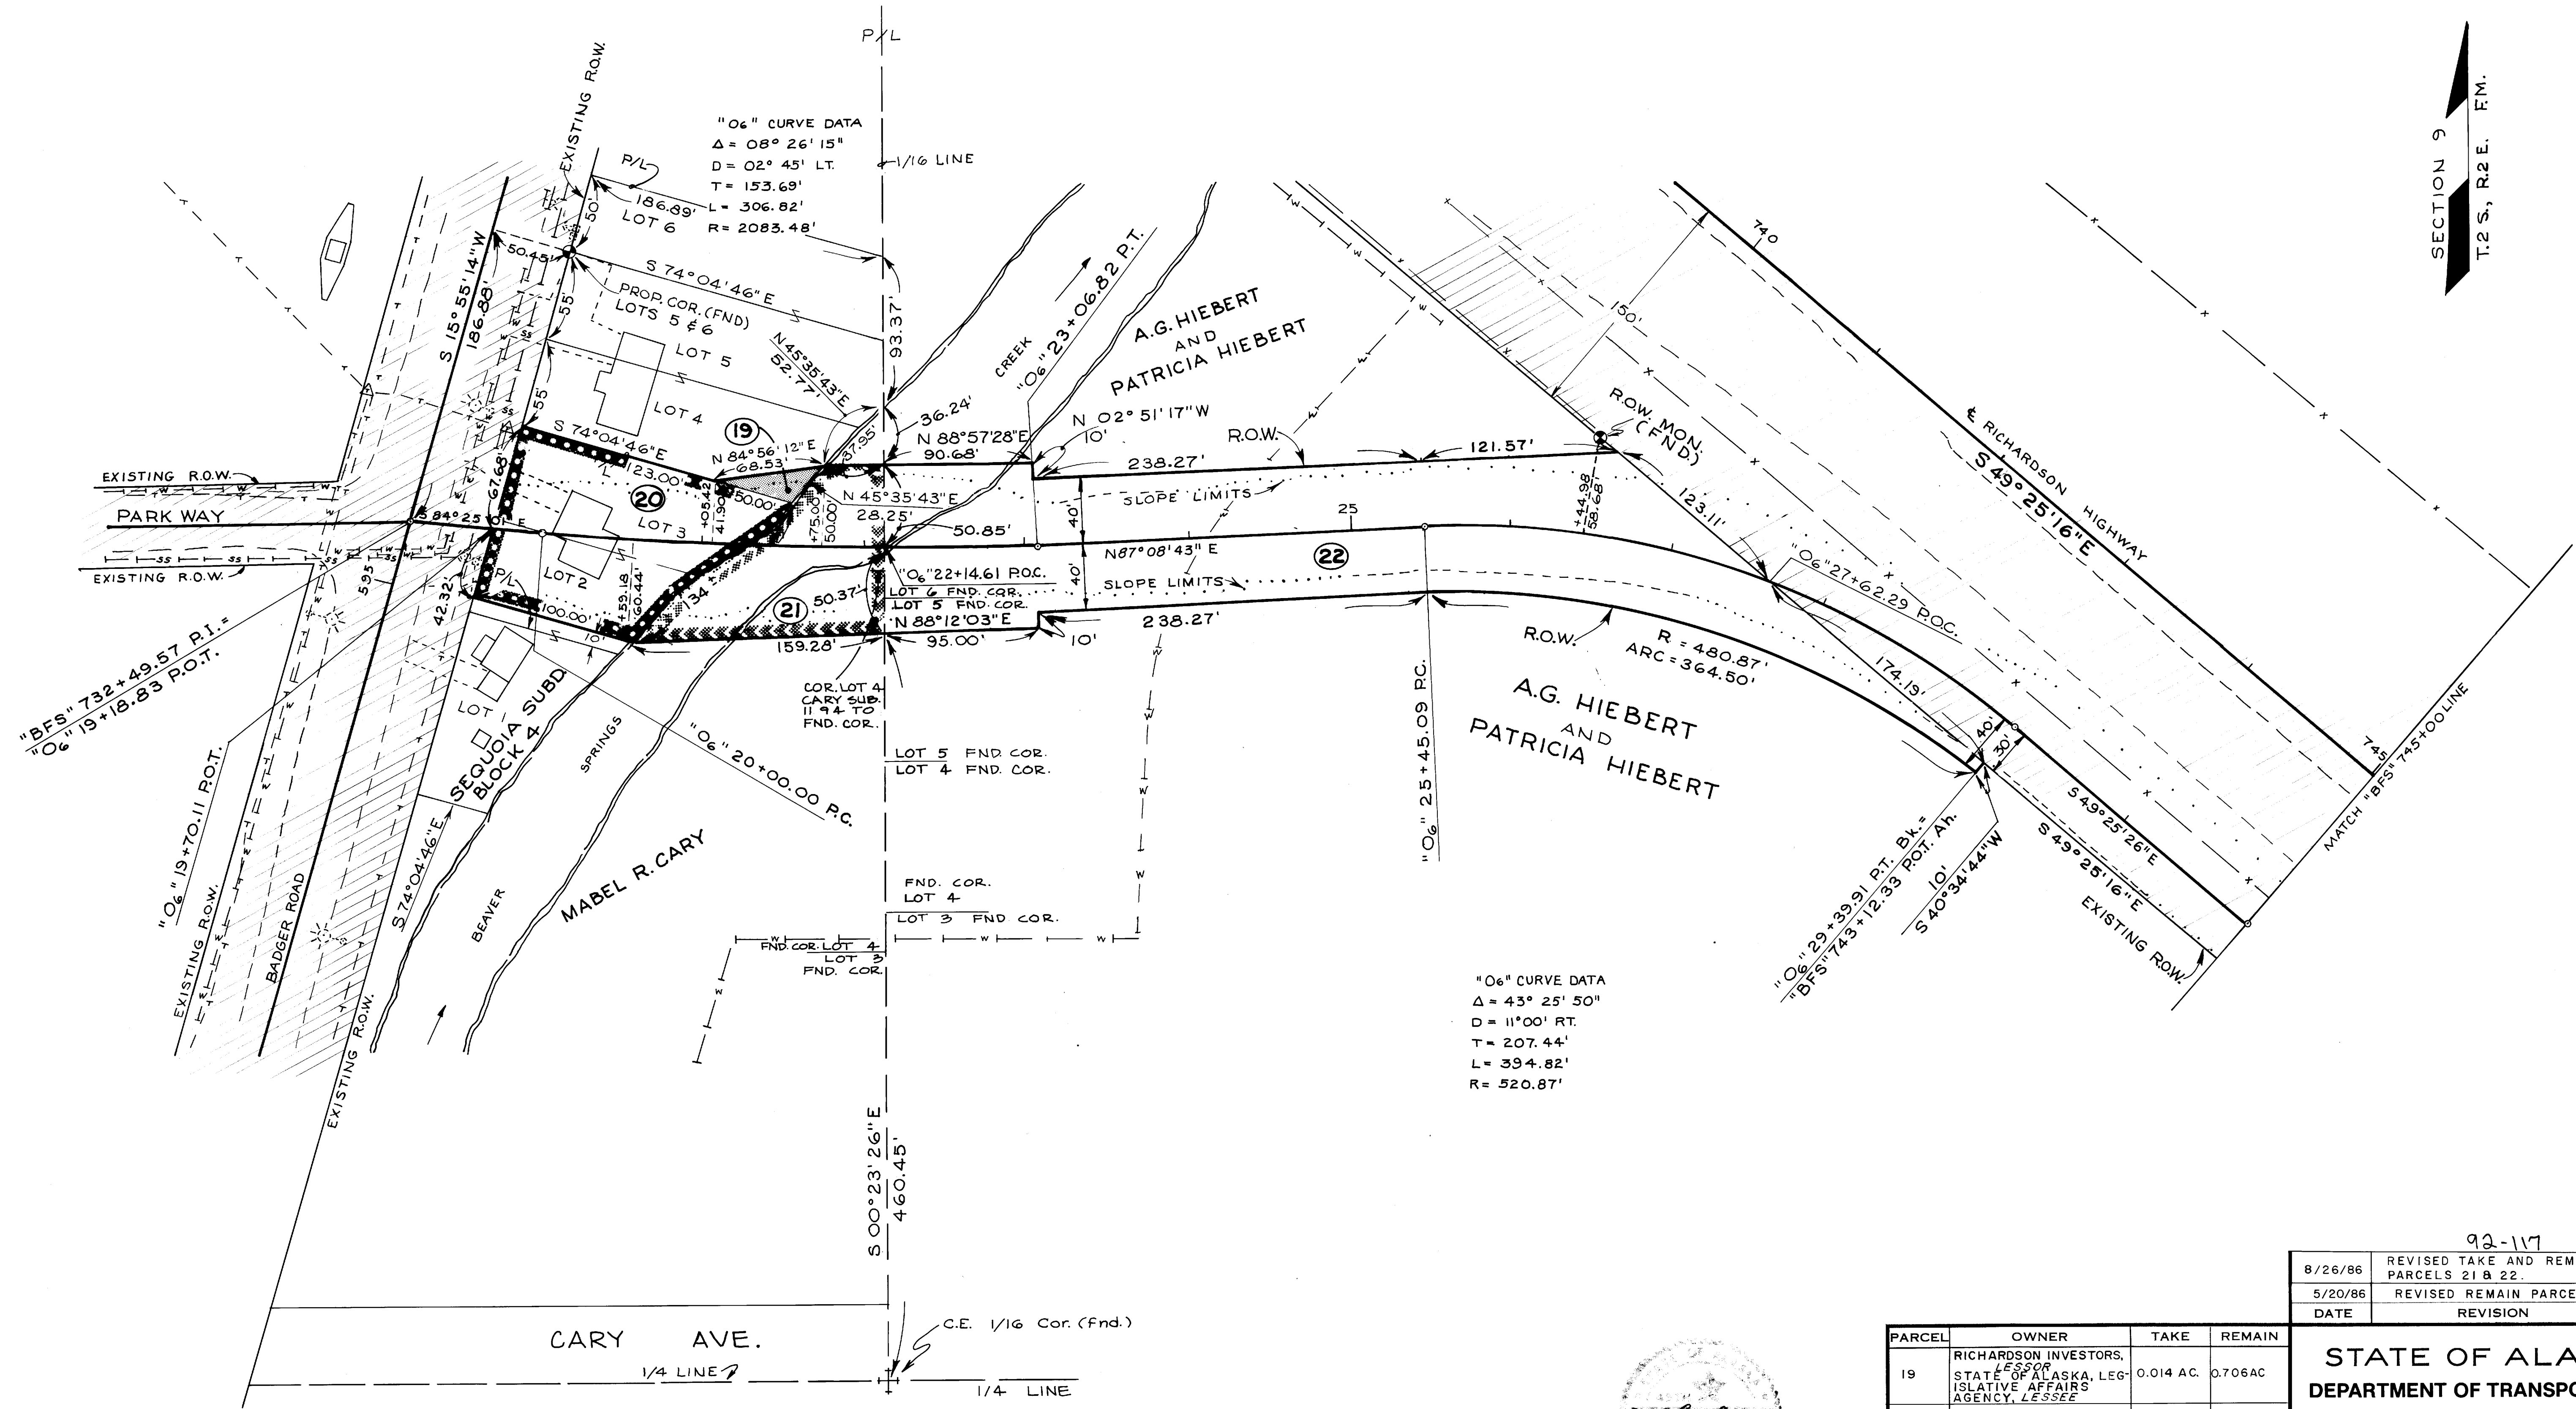 P/L
EXISTING R.O.W.
"O6" CURVE DATA
Δ = 08° 26' 15"
D = 02° 45' LT.
T = 153.69'
L = 306.82'
R = 2083.48'
1/16 LINE
P/L
186.89'
LOT 6
50'
50.45'
S 15° 55' 14" W
186.88'
S 74° 04' 46" E
PROP. COR. (FND)
LOTS 5 & 6
55'
LOT 5
55'
LOT 4
N 45° 35' 43" E
52.77'
93.37'
CREEK
"O6" 23+06.82 P.T.
A.G. HIEBERT
AND
PATRICIA HIEBERT
SECTION 9
T.2 S., R.2 E. F.M.
740
150'
R.O.W. MON.
(FND.)
℄ RICHARDSON HIGHWAY
S 49° 25' 16" E
S 74° 04' 46" E
123.00'
19
N 84° 56' 12" E
68.53'
37.95'
36.24'
N 88° 57' 28" E
90.68'
N 02° 51' 17" W
10'
238.27'
R.O.W.
121.57'
EXISTING R.O.W.
PARK WAY
EXISTING R.O.W.
S 84° 25' 01" E
67.68'
20
LOT 3
+05.42
41.90'
50.00'
+75.00
50.00'
N 45° 35' 43" E
28.25'
50.85'
SLOPE LIMITS
40'
25
N87° 08' 43" E
22
+44.98
58.68'
123.11'
"O6" 27+62.29 P.O.C.
595
42.32'
P/L
LOT 2
100.00'
10'
+59.18
60.44'
134'±
21
50.37'
"O6" 22+14.61 P.O.C.
LOT 6 FND. COR.
LOT 5 FND. COR.
N 88° 12' 03" E
159.28'
95.00'
10'
40'
SLOPE LIMITS
238.27'
R.O.W.
R = 480.87'
ARC = 364.50'
174.19'
"BFS" 732+49.57 P.I. =
"O6" 19+18.83 P.O.T.
"O6" 19+70.11 P.O.T.
LOT 1
SEQUOIA SUBD.
BLOCK 4
BEAVER
SPRINGS
"O6" 20+00.00 P.C.
COR. LOT 4
CARY SUB.
11.94 TO
FND. COR.
LOT 5 FND. COR.
LOT 4 FND. COR.
"O6" 25+45.09 P.C.
A.G. HIEBERT
AND
PATRICIA HIEBERT
40'
30'
745
MATCH "BFS" 745+00 LINE
S 49° 25' 26" E
S 49° 25' 16" E
EXISTING R.O.W.
"O6" 29+39.91 P.T. Bk. =
"BFS" 743+12.33 P.O.T. Ah.
10'
S 40° 34' 44" W
EXISTING R.O.W.
BADGER ROAD
EXISTING R.O.W.
S 74° 04' 46" E
MABEL R. CARY
FND. COR.
LOT 4
LOT 3 FND COR.
FND. COR. LOT 4
LOT 3
FND. COR.
"O6" CURVE DATA
Δ = 43° 25' 50"
D = 11° 00' RT.
T = 207.44'
L = 394.82'
R = 520.87'
S 00° 23' 26" E
460.45'
CARY AVE.
1/4 LINE
C.E. 1/16 Cor. (Fnd.)
1/4 LINE
92-117
8/26/86 REVISED TAKE AND REM
PARCELS 21 & 22.
5/20/86 REVISED REMAIN PARCE
DATE REVISION
PARCEL OWNER TAKE REMAIN
19 RICHARDSON INVESTORS, LESSOR
STATE OF ALASKA, LEG-
ISLATIVE AFFAIRS
AGENCY, LESSEE
0.014 AC. 0.706AC
STATE OF ALA
DEPARTMENT OF TRANSPO